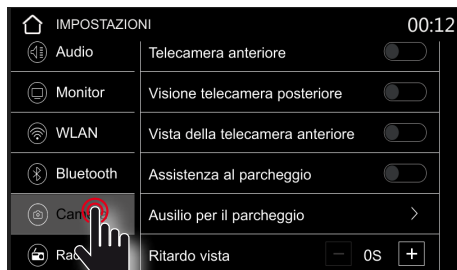 IMPOSTAZIONI 00:12
Audio Telecamera anteriore
Monitor Visione telecamera posteriore
WLAN Vista della telecamera anteriore
Bluetooth Assistenza al parcheggio
Ausilio per il parcheggio
Ritardo vista − 0S +